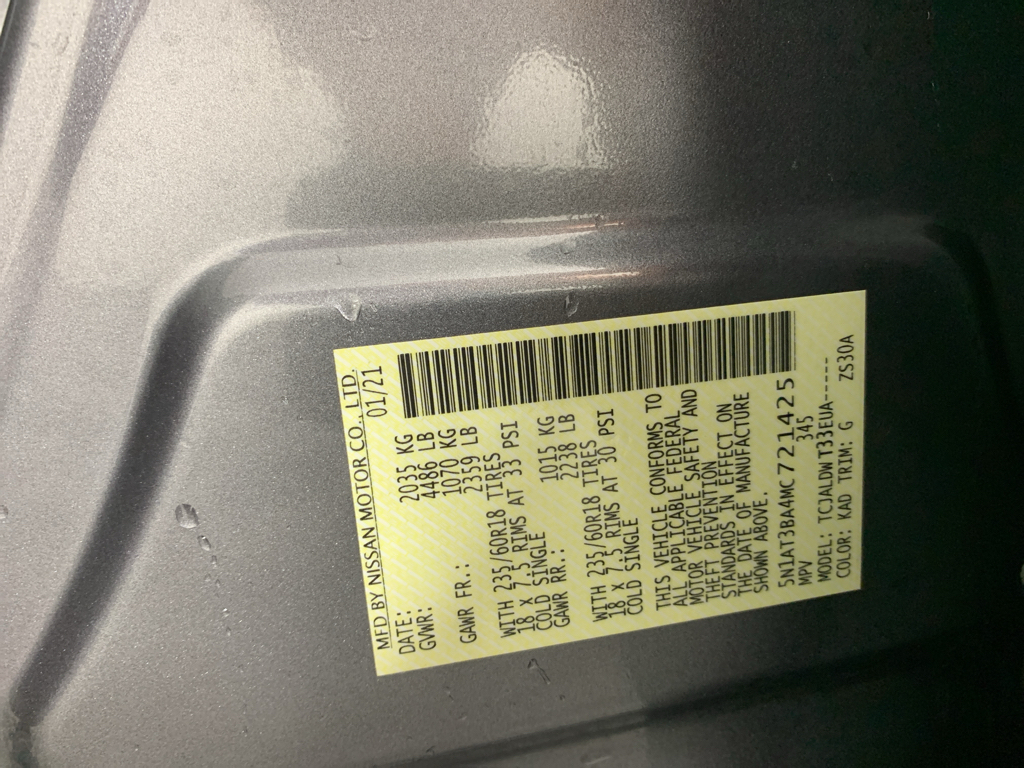 MFD BY NISSAN MOTOR CO., LTD.
DATE: 01/21
GVWR: 2035 KG
4486 LB
GAWR FR.: 1070 KG
2359 LB
WITH 235/60R18 TIRES
18 X 7.5 RIMS AT 33 PSI
COLD SINGLE
GAWR RR.: 1015 KG
2238 LB
WITH 235/60R18 TIRES
18 X 7.5 RIMS AT 30 PSI
COLD SINGLE
THIS VEHICLE CONFORMS TO
ALL APPLICABLE FEDERAL
MOTOR VEHICLE SAFETY AND
THEFT PREVENTION
STANDARDS IN EFFECT ON
THE DATE OF MANUFACTURE
SHOWN ABOVE.
5N1AT3BA4MC721425
MPV 345
MODEL: TCJALDWT33EUA-----
COLOR: KAD TRIM: G ZS30A